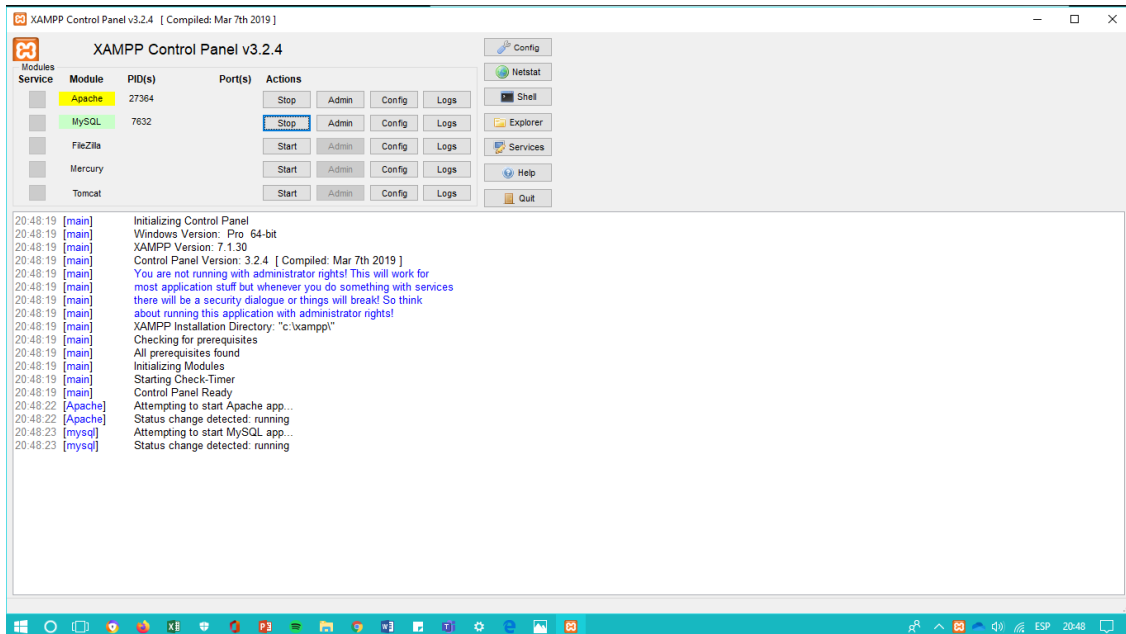 XAMPP Control Panel v3.2.4 [ Compiled: Mar 7th 2019 ]
XAMPP Control Panel v3.2.4
Config
Modules
Service Module PID(s) Port(s) Actions
Netstat
Apache 27364 Stop Admin Config Logs
Shell
MySQL 7632 Stop Admin Config Logs
Explorer
FileZilla Start Admin Config Logs
Services
Mercury Start Admin Config Logs
Help
Tomcat Start Admin Config Logs
Quit
20:48:19 [main] Initializing Control Panel
20:48:19 [main] Windows Version: Pro 64-bit
20:48:19 [main] XAMPP Version: 7.1.30
20:48:19 [main] Control Panel Version: 3.2.4 [ Compiled: Mar 7th 2019 ]
20:48:19 [main] You are not running with administrator rights! This will work for
20:48:19 [main] most application stuff but whenever you do something with services
20:48:19 [main] there will be a security dialogue or things will break! So think
20:48:19 [main] about running this application with administrator rights!
20:48:19 [main] XAMPP Installation Directory: "c:\xampp\"
20:48:19 [main] Checking for prerequisites
20:48:19 [main] All prerequisites found
20:48:19 [main] Initializing Modules
20:48:19 [main] Starting Check-Timer
20:48:19 [main] Control Panel Ready
20:48:22 [Apache] Attempting to start Apache app...
20:48:22 [Apache] Status change detected: running
20:48:23 [mysql] Attempting to start MySQL app...
20:48:23 [mysql] Status change detected: running
ESP 20:48